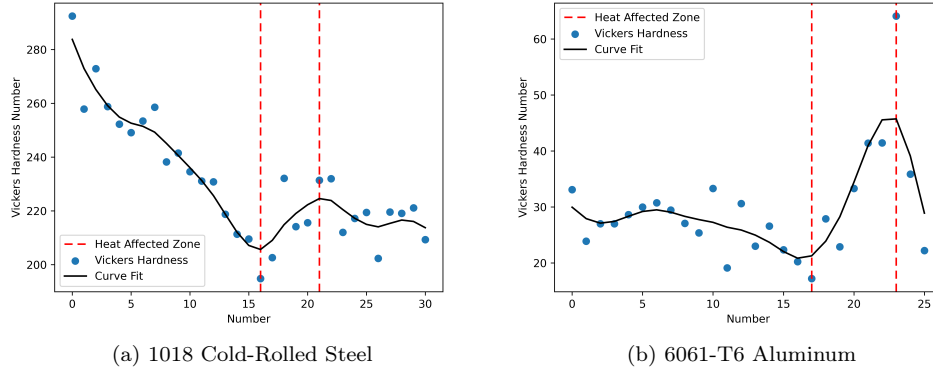 280
260
240
220
200
Vickers Hardness Number
Heat Affected Zone
Vickers Hardness
Curve Fit
0 5 10 15 20 25 30
Number
(a) 1018 Cold-Rolled Steel
Heat Affected Zone
Vickers Hardness
Curve Fit
60
50
40
30
20
Vickers Hardness Number
0 5 10 15 20 25
Number
(b) 6061-T6 Aluminum